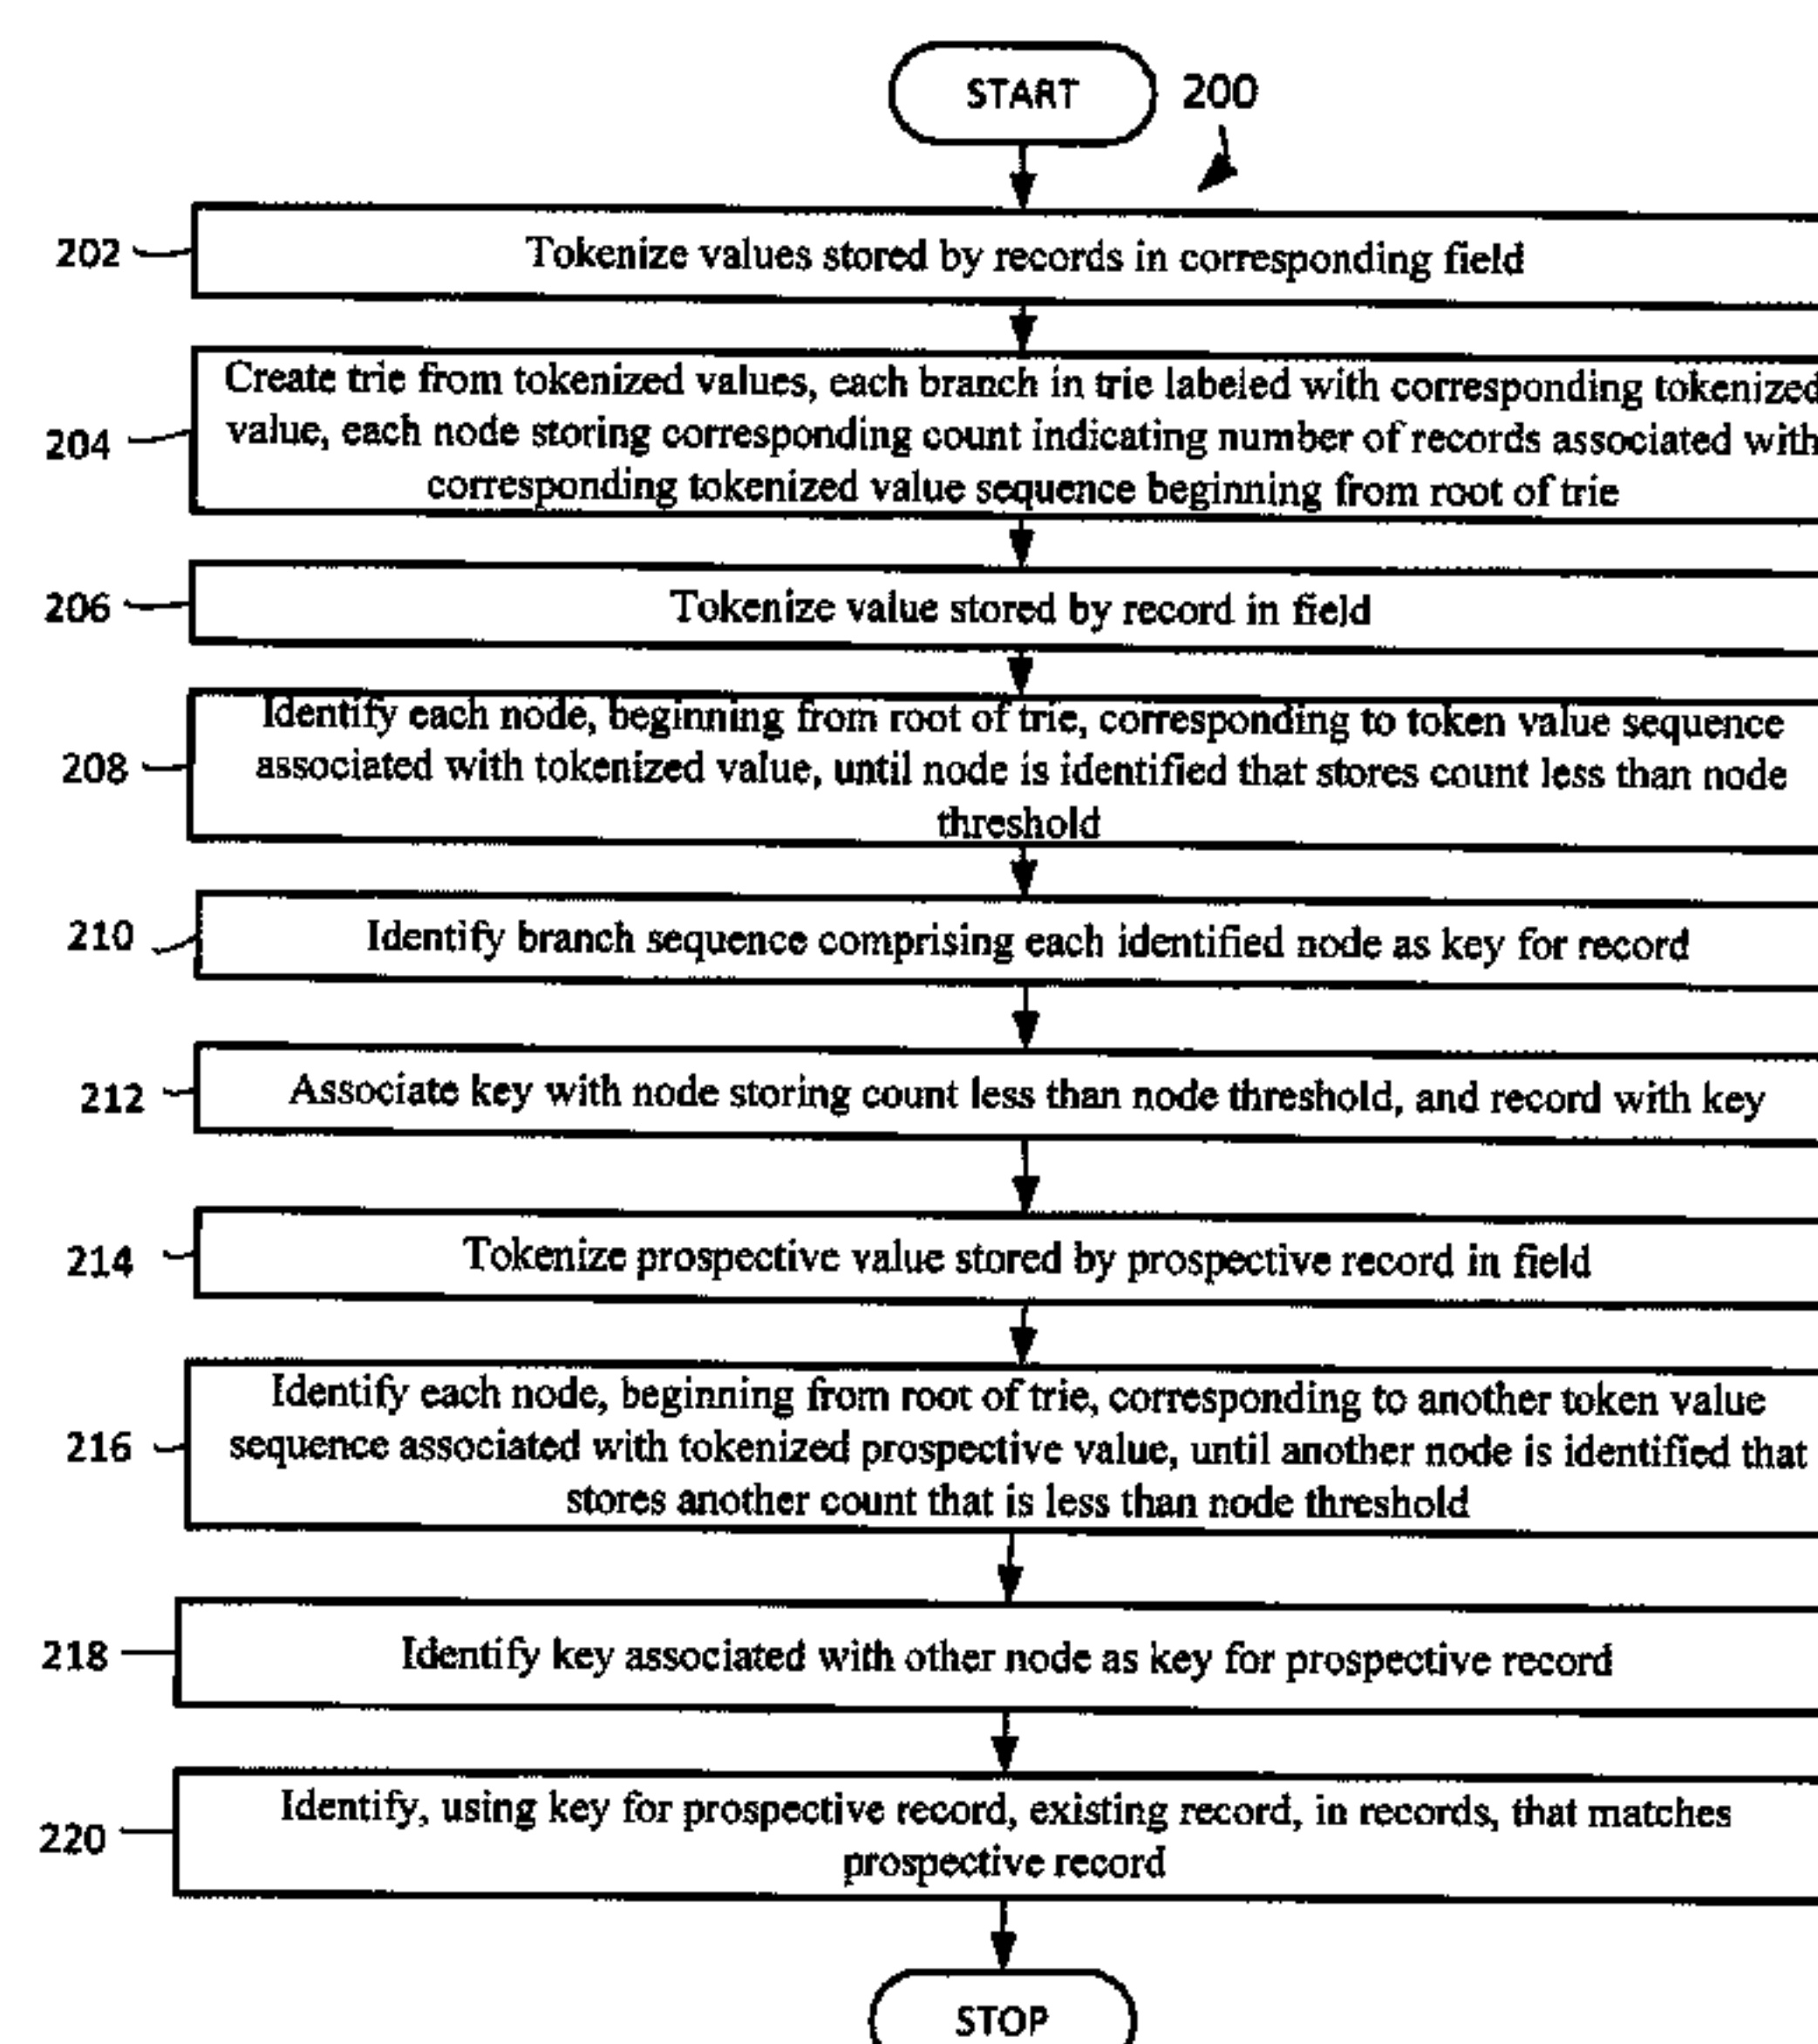 START
200
202
Tokenize values stored by records in corresponding field
204
Create trie from tokenized values, each branch in trie labeled with corresponding tokenized
value, each node storing corresponding count indicating number of records associated with
corresponding tokenized value sequence beginning from root of trie
206
Tokenize value stored by record in field
208
Identify each node, beginning from root of trie, corresponding to token value sequence
associated with tokenized value, until node is identified that stores count less than node
threshold
210
Identify branch sequence comprising each identified node as key for record
212
Associate key with node storing count less than node threshold, and record with key
214
Tokenize prospective value stored by prospective record in field
216
Identify each node, beginning from root of trie, corresponding to another token value
sequence associated with tokenized prospective value, until another node is identified that
stores another count that is less than node threshold
218
Identify key associated with other node as key for prospective record
220
Identify, using key for prospective record, existing record, in records, that matches
prospective record
STOP